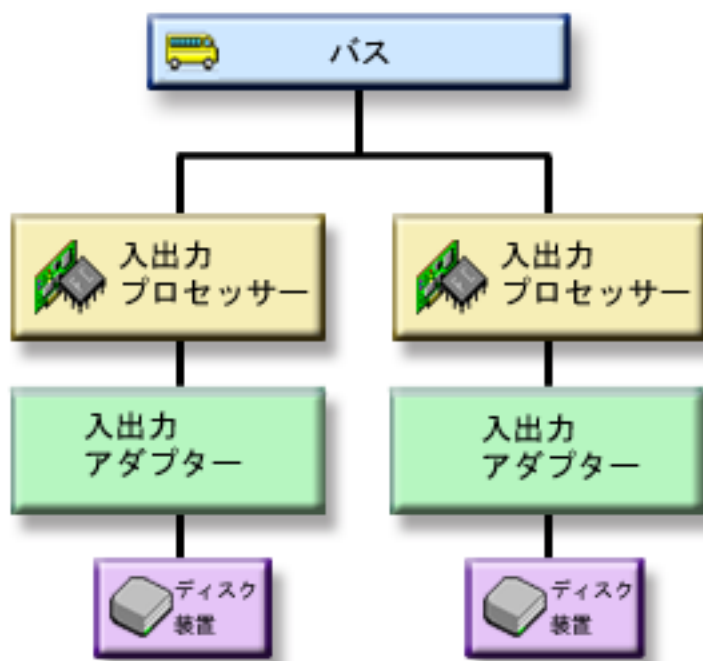 バス
入出力
プロセッサー
入出力
プロセッサー
入出力
アダプター
入出力
アダプター
ディスク
装置
ディスク
装置